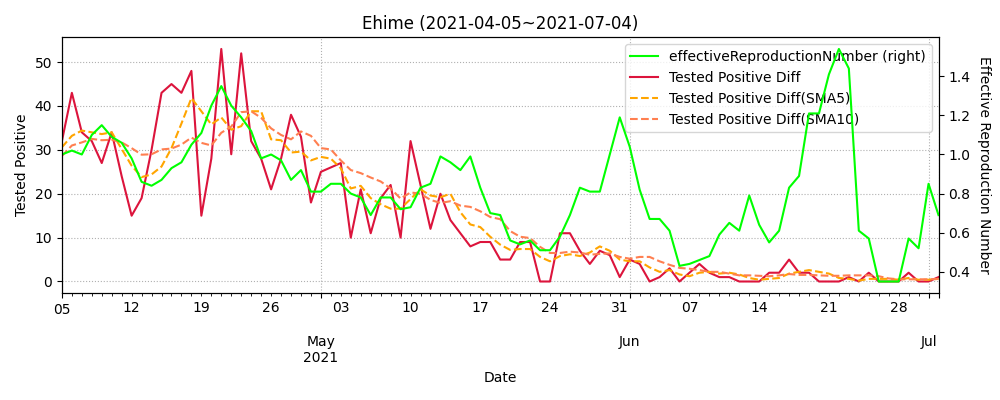 Ehime (2021-04-05~2021-07-04)
effectiveReproductionNumber (right)
Tested Positive Diff
Tested Positive Diff(SMA5)
Tested Positive Diff(SMA10)
Tested Positive
50
40
30
20
10
0
1.4
1.2
1.0
0.8
0.6
0.4
Effective Reproduction Number
05 12 19 26 03 10 17 24 31 07 14 21 28
May Jun Jul
2021
Date